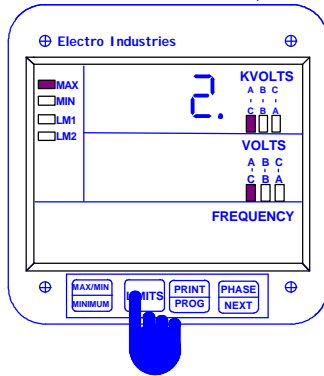 Electro Industries
MAX
MIN
LM1
LM2
2.
KVOLTS
A B C
C B A
VOLTS
A B C
C B A
FREQUENCY
MAX/MIN
MINIMUM
LIMITS
PRINT
PROG
PHASE
NEXT